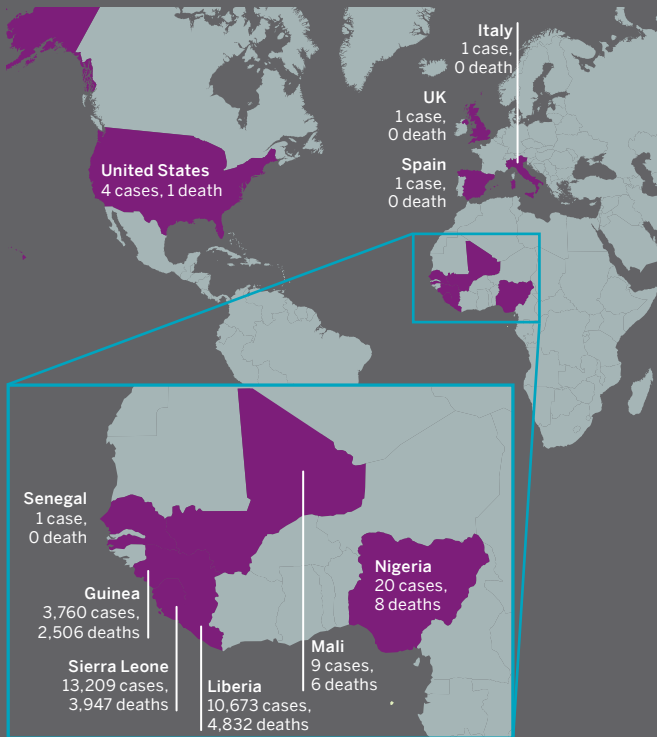 Italy
1 case,
0 death
UK
1 case,
0 death
Spain
1 case,
0 death
United States
4 cases, 1 death
Senegal
1 case,
0 death
Guinea
3,760 cases,
2,506 deaths
Sierra Leone
13,209 cases,
3,947 deaths
Liberia
10,673 cases,
4,832 deaths
Mali
9 cases,
6 deaths
Nigeria
20 cases,
8 deaths